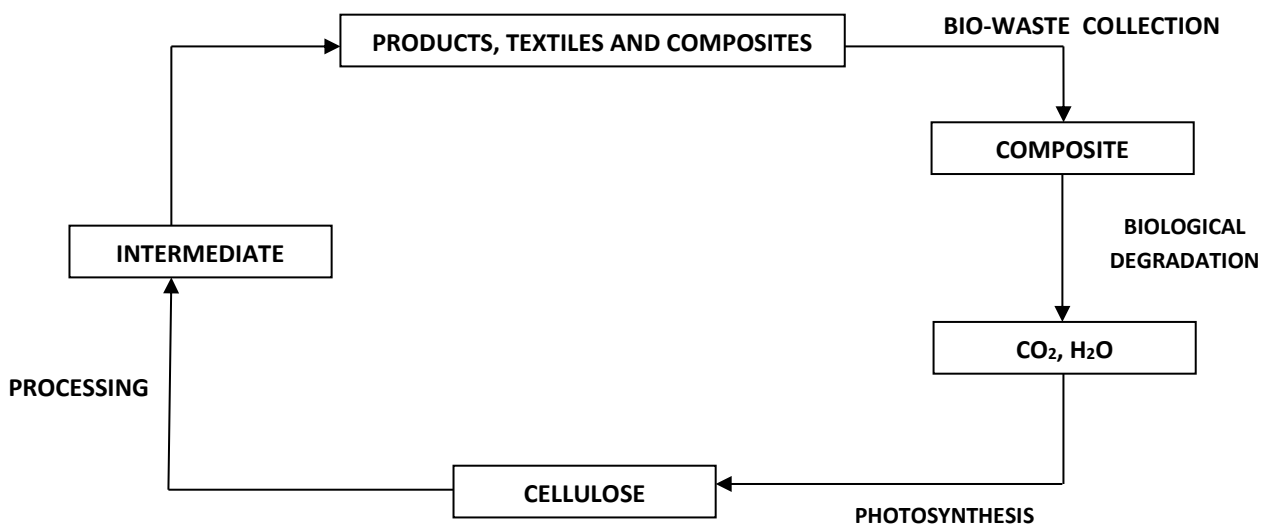 BIO-WASTE COLLECTION
PRODUCTS, TEXTILES AND COMPOSITES
COMPOSITE
BIOLOGICAL
DEGRADATION
INTERMEDIATE
CO₂, H₂O
PROCESSING
CELLULOSE
PHOTOSYNTHESIS